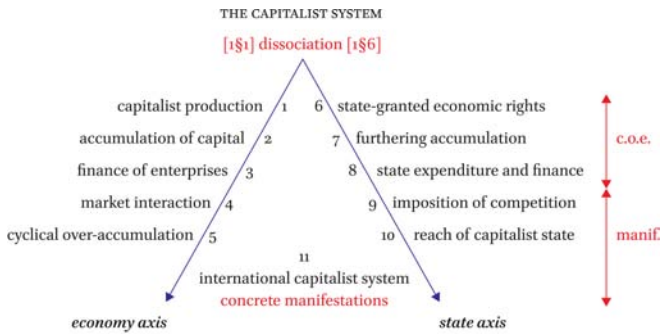 THE CAPITALIST SYSTEM
[1§1] dissociation [1§6]
capitalist production 1 6 state-granted economic rights
accumulation of capital 2 7 furthering accumulation
c.o.e.
finance of enterprises 3 8 state expenditure and finance
market interaction 4 9 imposition of competition
cyclical over-accumulation 5 10 reach of capitalist state
manif.
11
international capitalist system
concrete manifestations
economy axis state axis